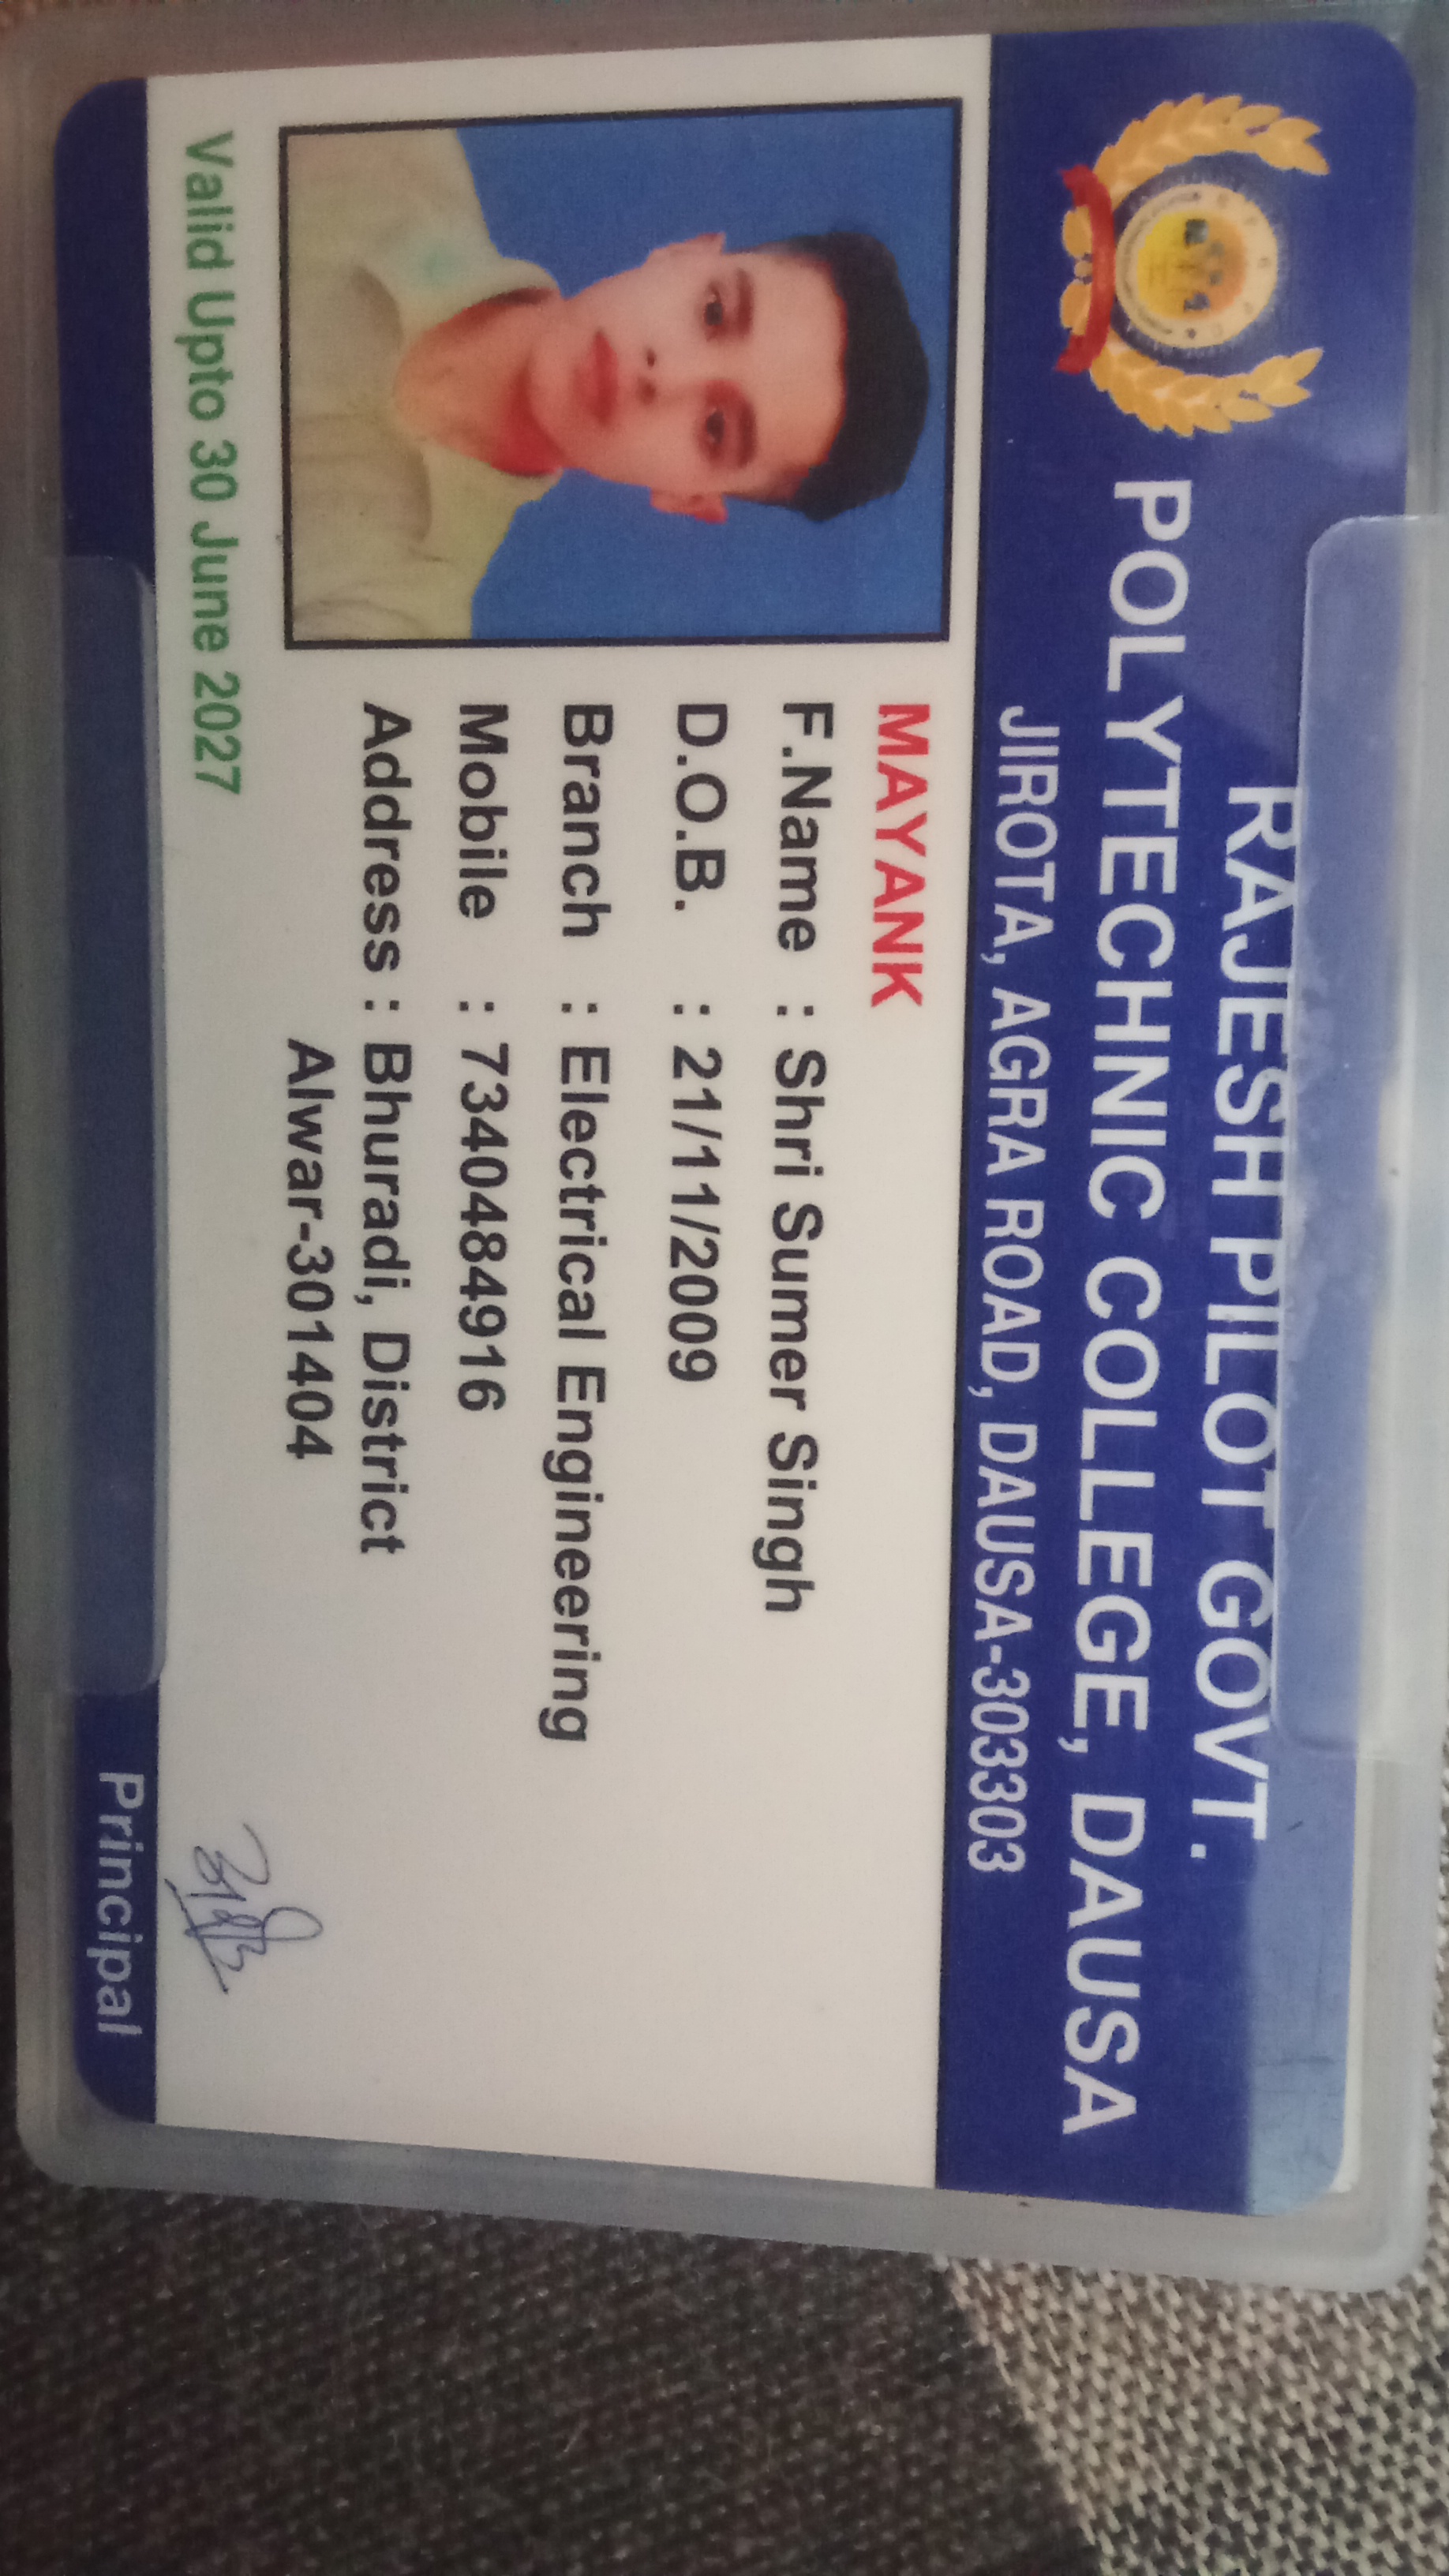 RAJESH PILOT GOVT.
POLYTECHNIC COLLEGE, DAUSA
JIROTA, AGRA ROAD, DAUSA-303303
MAYANK
F.Name : Shri Sumer Singh
D.O.B. : 21/11/2009
Branch : Electrical Engineering
Mobile : 7340484916
Address : Bhuradi, District
Alwar-301404
Valid Upto 30 June 2027
Principal